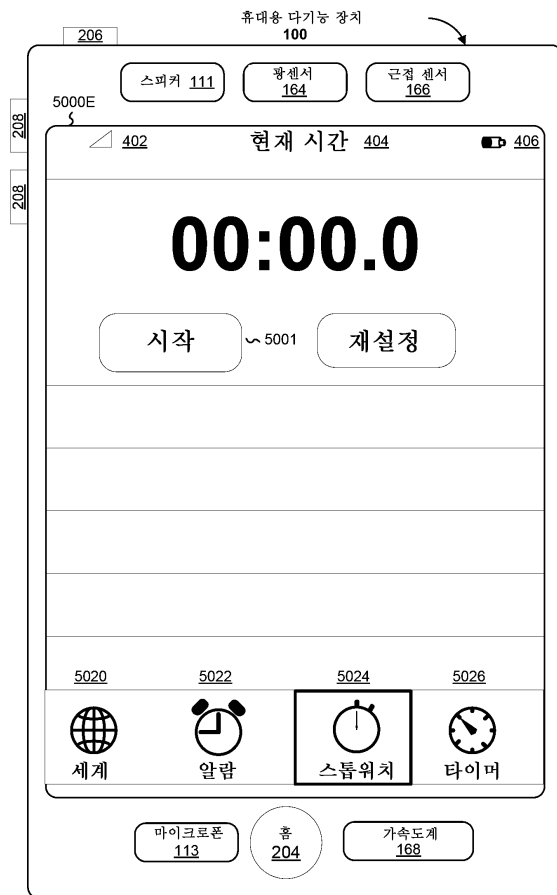 휴대용 다기능 장치
100
206
스피커 111
광센서
164
근접 센서
166
5000E
208
208
402
현재 시간 404
406
00:00.0
시작
5001
재설정
5020
5022
5024
5026
세계
알람
스톱위치
타이머
마이크로폰
113
홈
204
가속도계
168